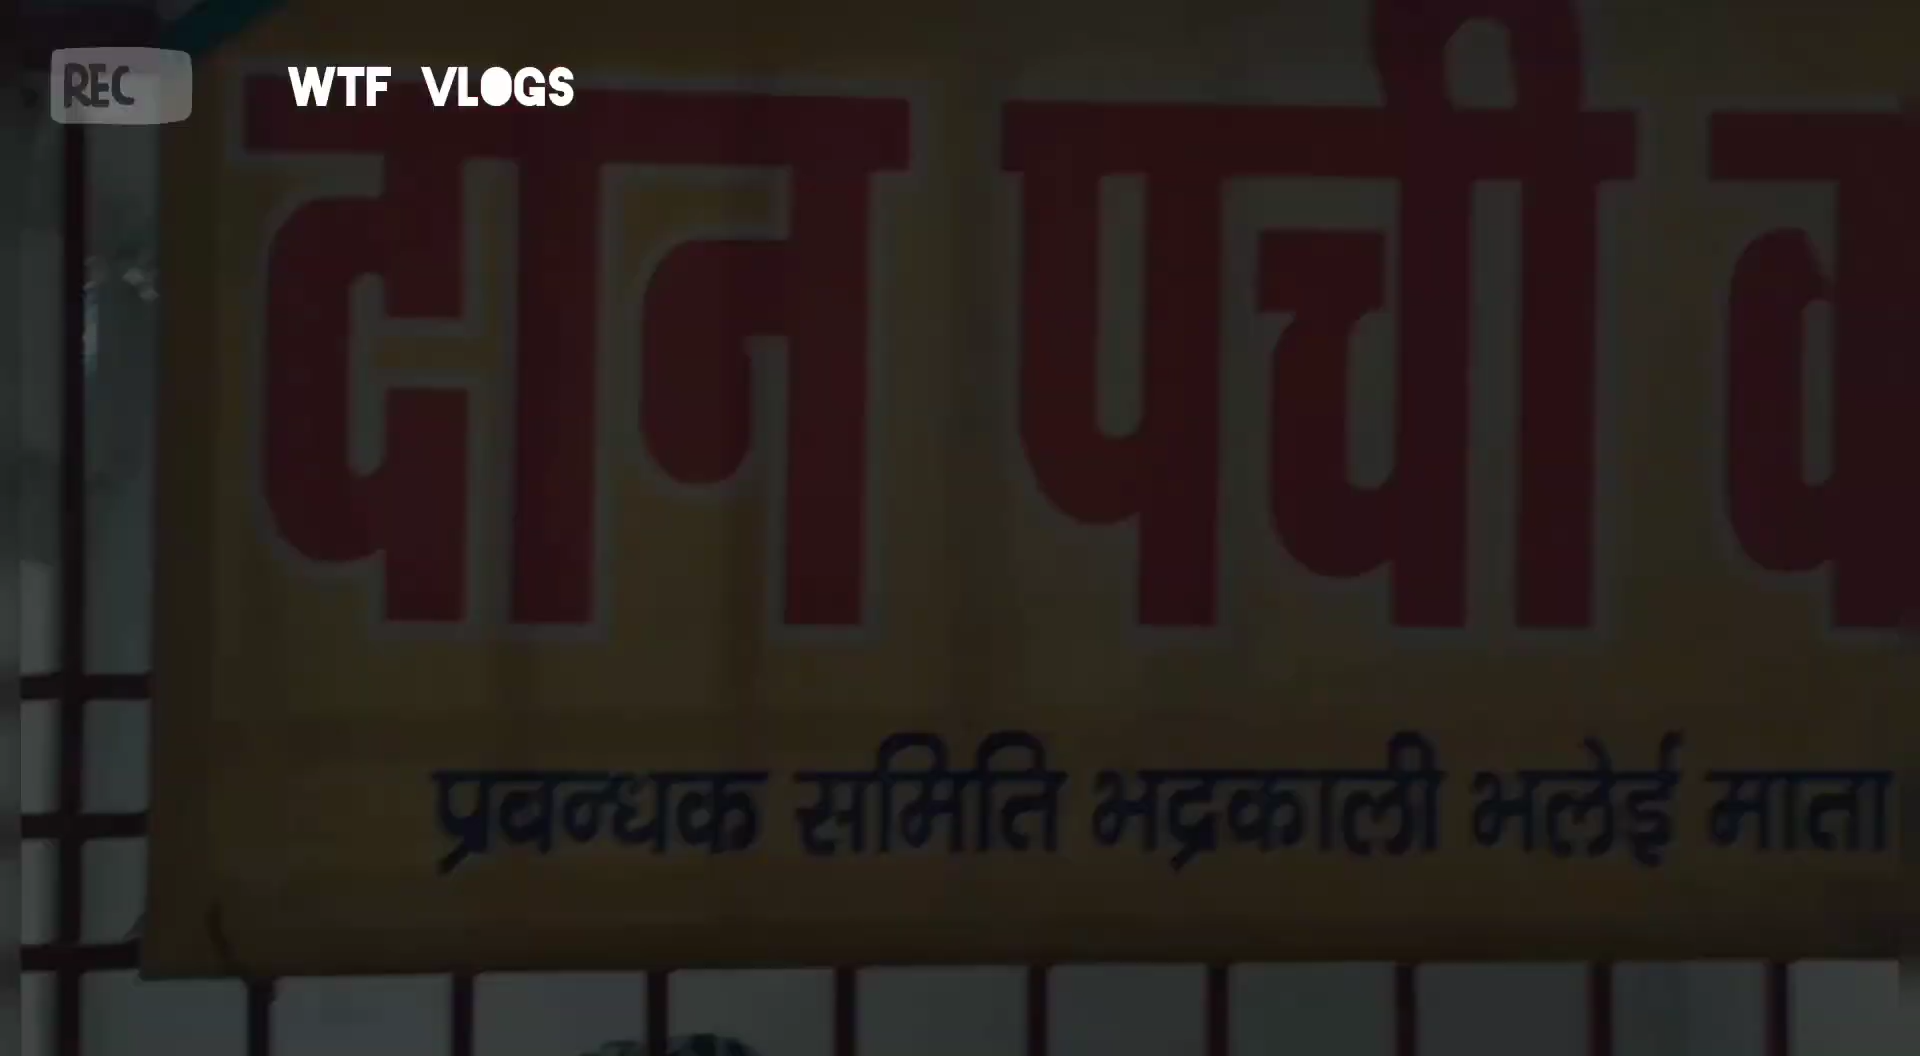 REC WTF VLOGS
दान पर्ची
प्रबन्धक समिति भद्रकाली भलेई माता